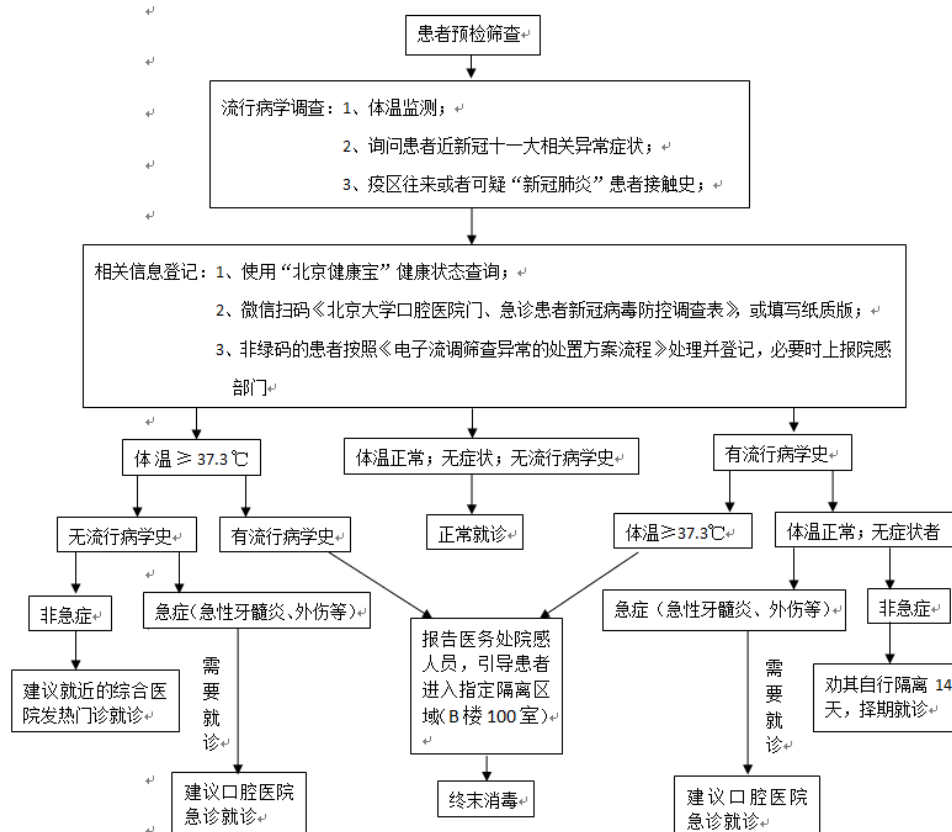 患者预检筛查
流行病学调查：1、体温监测；
2、询问患者近新冠十一大相关异常症状；
3、疫区往来或者可疑“新冠肺炎”患者接触史；
相关信息登记：1、使用“北京健康宝”健康状态查询；
2、微信扫码《北京大学口腔医院门、急诊患者新冠病毒防控调查表》，或填写纸质版；
3、非绿码的患者按照《电子流调筛查异常的处置方案流程》处理并登记，必要时上报院感
部门
体温≥37.3℃
体温正常；无症状；无流行病学史
有流行病学史
无流行病学史
有流行病学史
正常就诊
体温≥37.3℃
体温正常；无症状者
非急症
急症（急性牙髓炎、外伤等）
报告医务处院感
人员，引导患者
进入指定隔离区
域（B楼100室）
急症（急性牙髓炎、外伤等）
非急症
建议就近的综合医
院发热门诊就诊
需
要
就
诊
需
要
就
诊
劝其自行隔离14
天，择期就诊
建议口腔医院
急诊就诊
终末消毒
建议口腔医院
急诊就诊